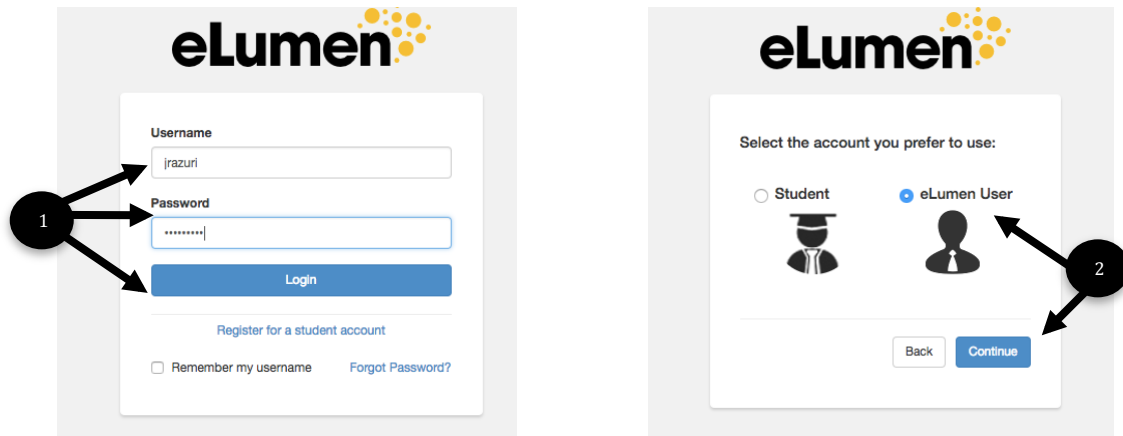 eLumen
Username
jrazuri
Password
•••••••••
Login
Register for a student account
Remember my username Forgot Password?
1
eLumen
Select the account you prefer to use:
Student eLumen User
Back Continue
2